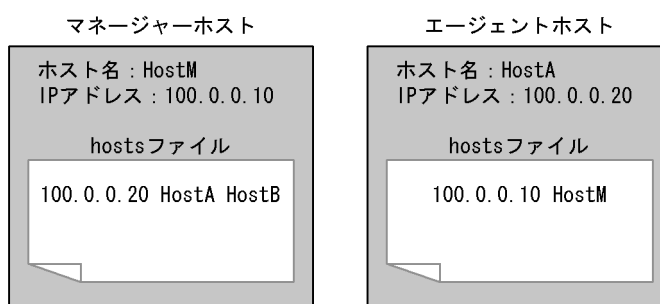 マネージャーホスト
ホスト名:HostM
IPアドレス:100.0.0.10
hostsファイル
100.0.0.20 HostA HostB
エージェントホスト
ホスト名:HostA
IPアドレス:100.0.0.20
hostsファイル
100.0.0.10 HostM